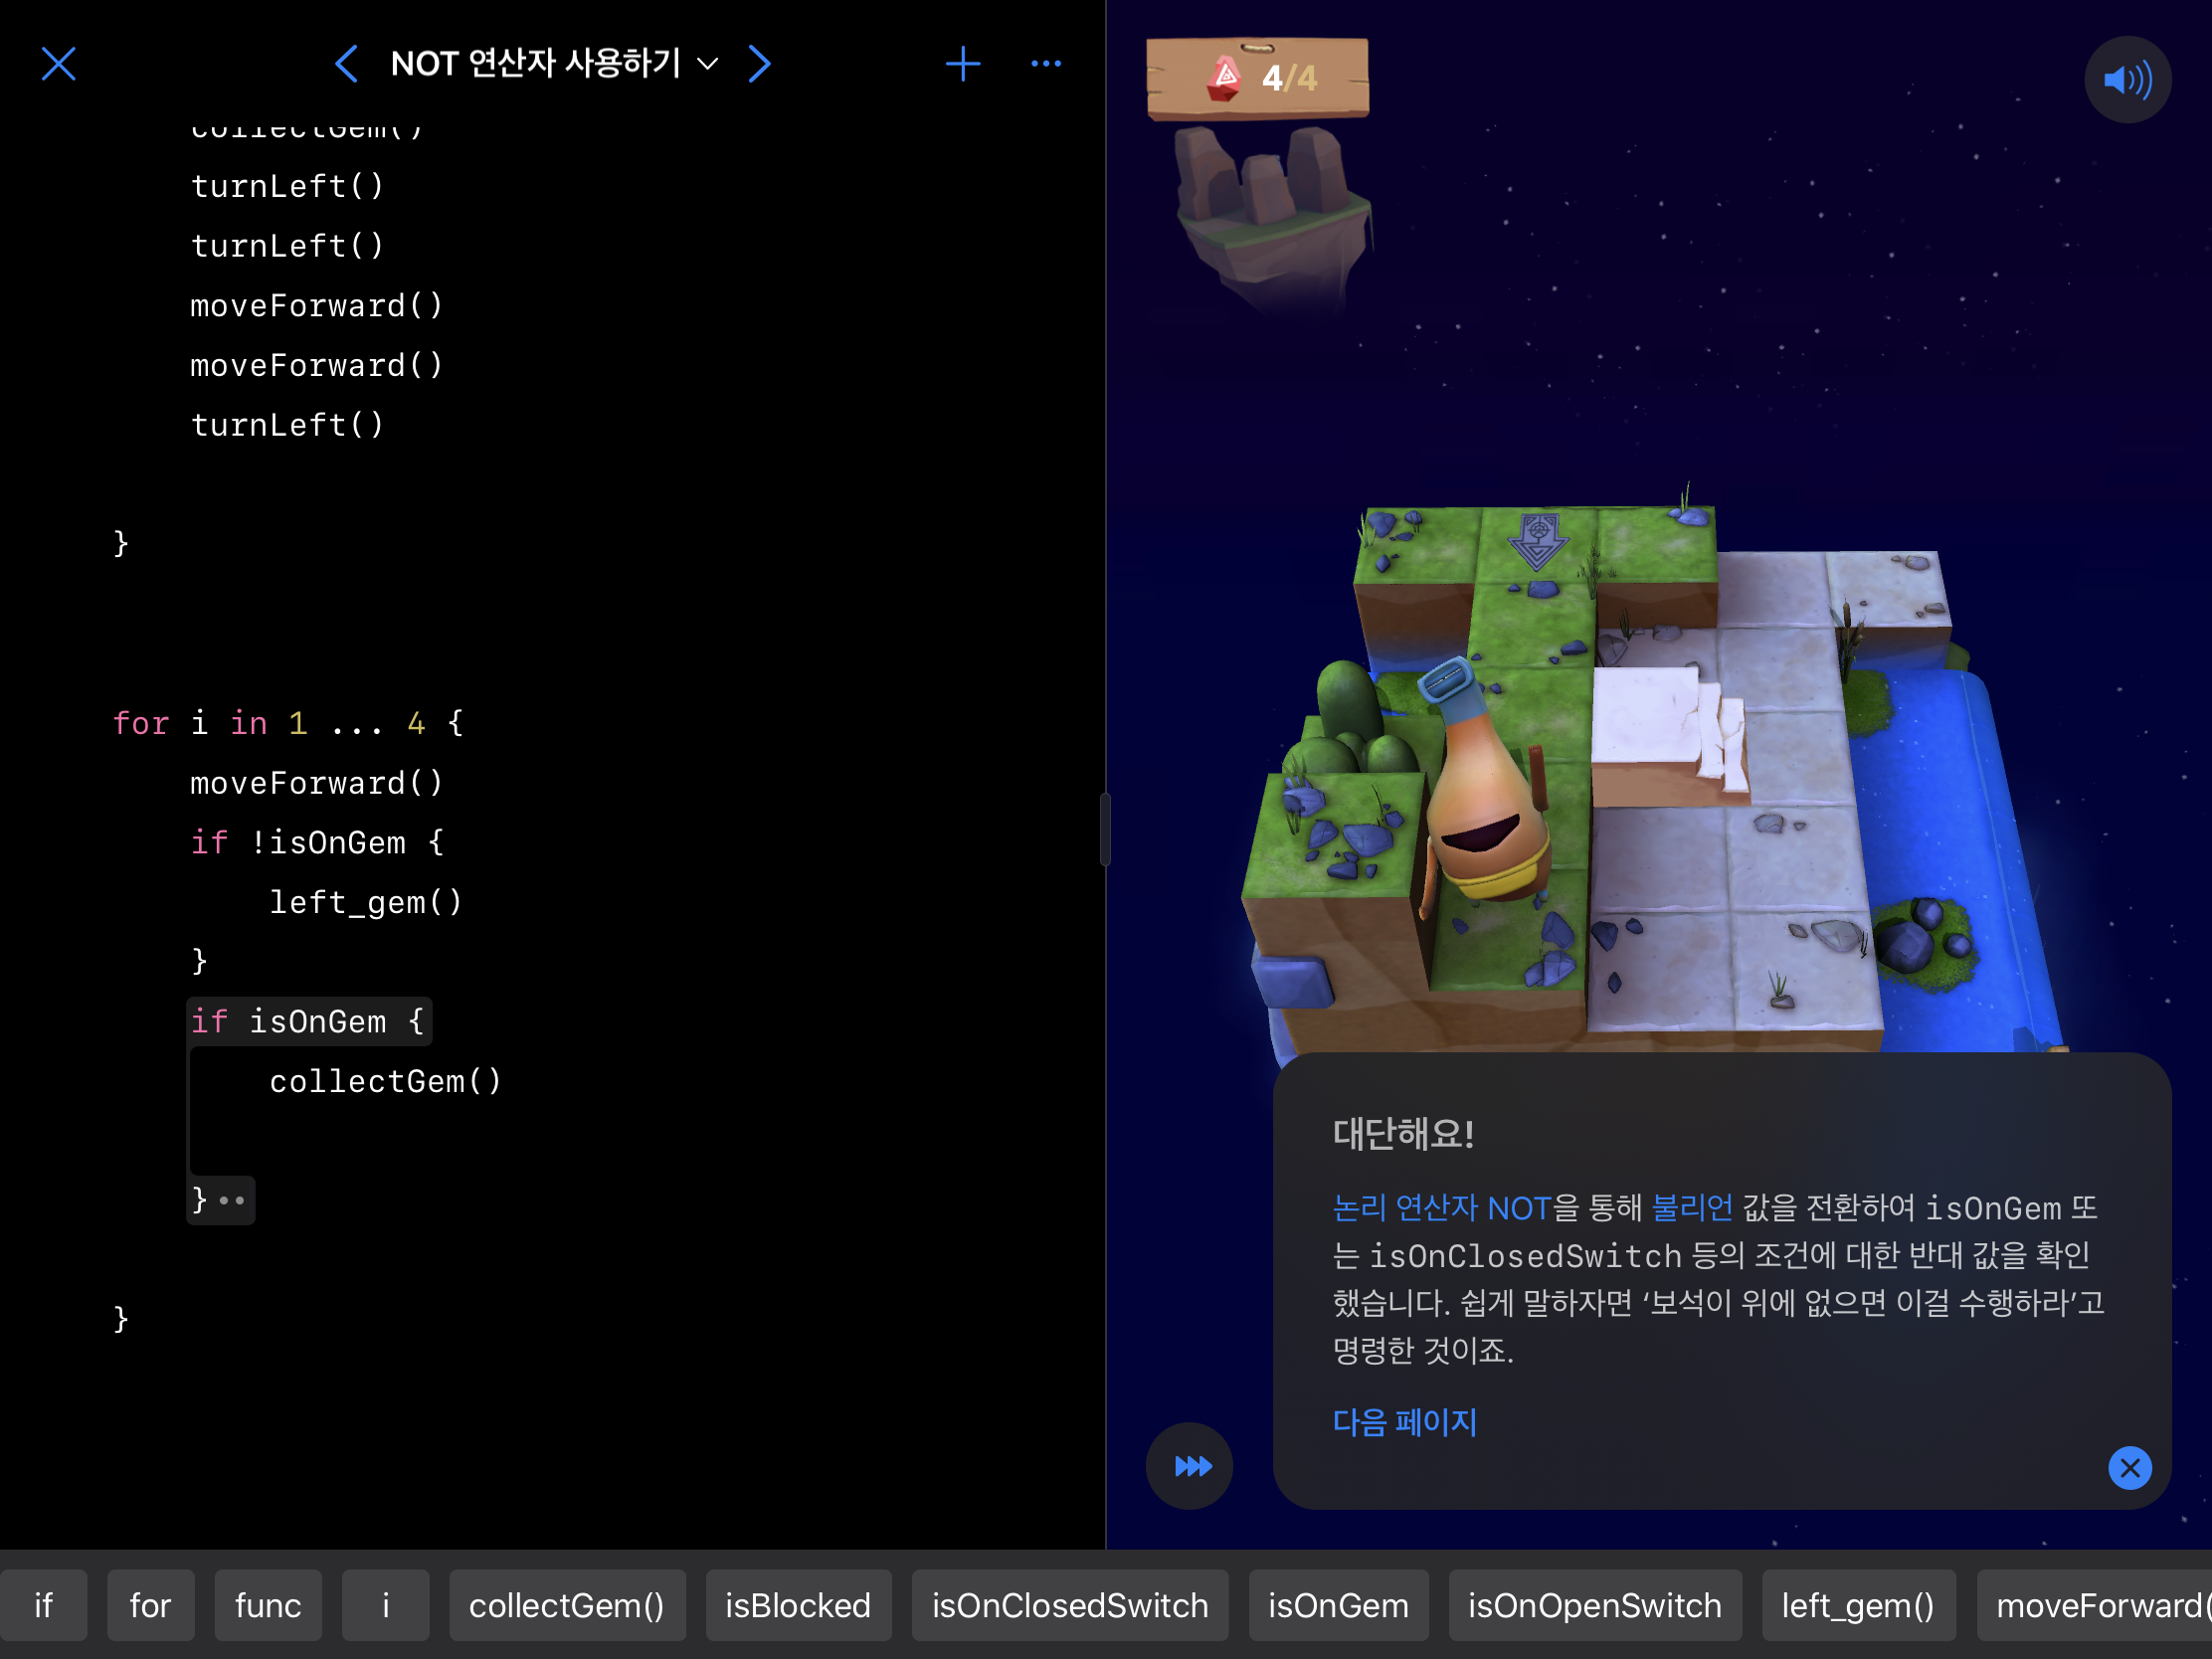 NOT 연산자 사용하기
collectGem()
turnLeft()
turnLeft()
moveForward()
moveForward()
turnLeft()
}
for i in 1 ... 4 {
moveForward()
if !isOnGem {
left_gem()
}
if isOnGem {
collectGem()
}
}
4/4
대단해요!
논리 연산자 NOT을 통해 불리언 값을 전환하여 isOnGem 또
는 isOnClosedSwitch 등의 조건에 대한 반대 값을 확인
했습니다. 쉽게 말하자면 ‘보석이 위에 없으면 이걸 수행하라’고
명령한 것이죠.
다음 페이지
if for func i collectGem() isBlocked isOnClosedSwitch isOnGem isOnOpenSwitch left_gem() moveForward(